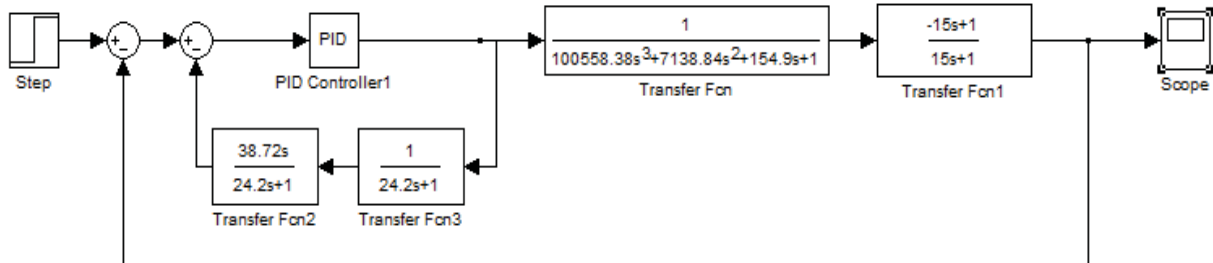 Step
+
−
+
−
PID
PID Controller1
1
100558.38s³+7138.84s²+154.9s+1
Transfer Fcn
-15s+1
15s+1
Transfer Fcn1
Scope
38.72s
24.2s+1
Transfer Fcn2
1
24.2s+1
Transfer Fcn3